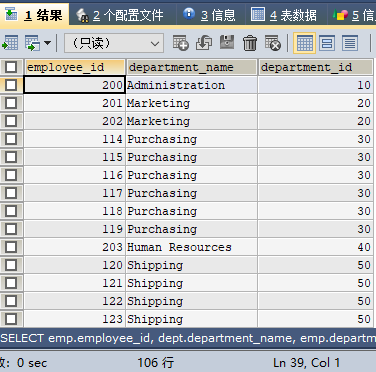 1 结果 2 个配置文件 3 信息 4 表数据 5 信
（只读）
employee_id department_name department_id
200 Administration 10
201 Marketing 20
202 Marketing 20
114 Purchasing 30
115 Purchasing 30
116 Purchasing 30
117 Purchasing 30
118 Purchasing 30
119 Purchasing 30
203 Human Resources 40
120 Shipping 50
121 Shipping 50
122 Shipping 50
123 Shipping 50
SELECT emp.employee_id, dept.department_name, emp.departm
: 0 sec 106 行 Ln 39, Col 1